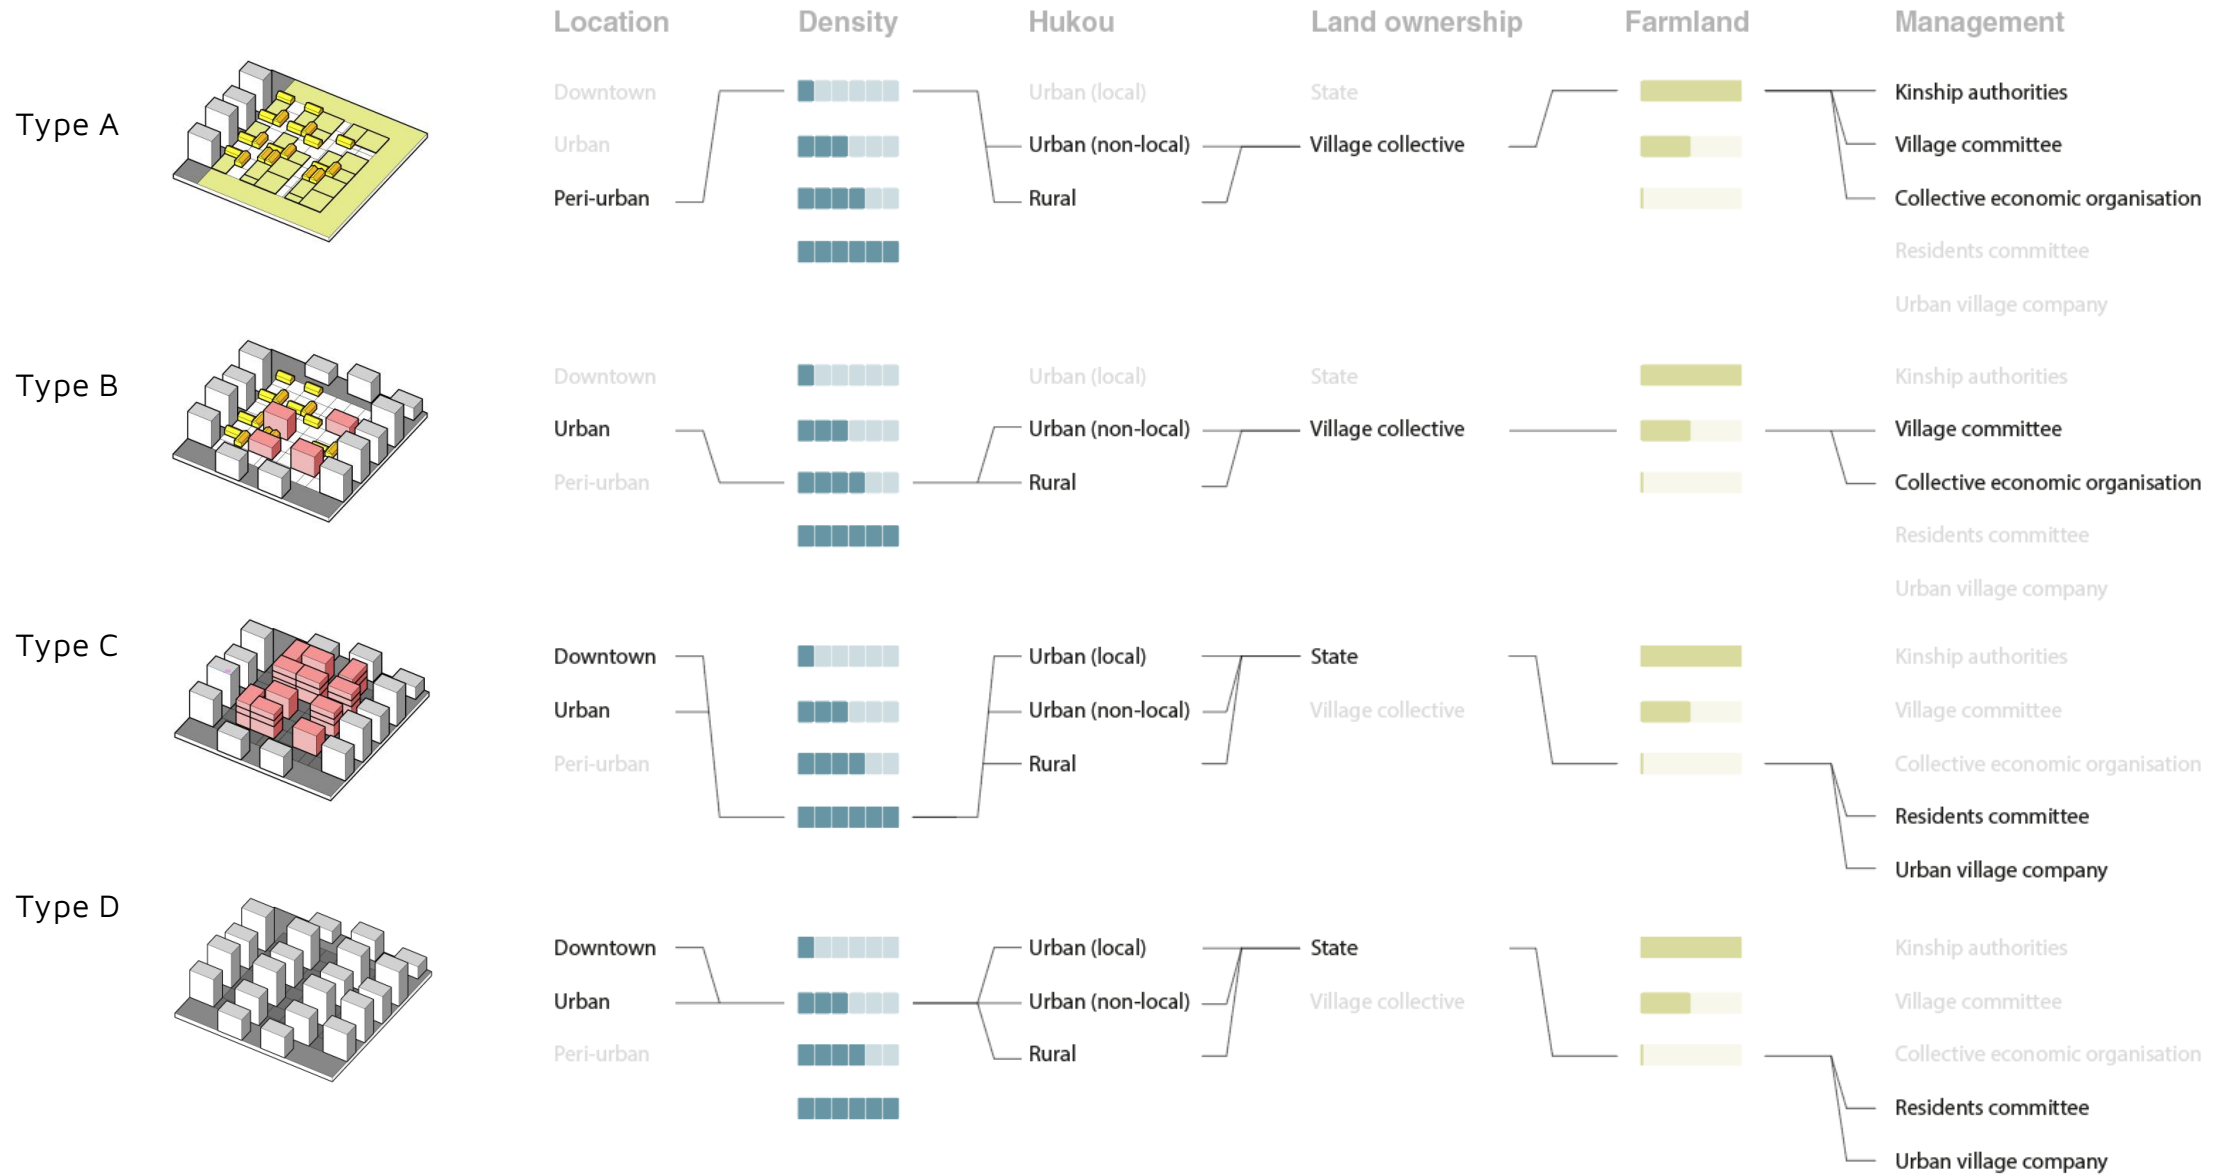 Location Density Hukou Land ownership Farmland Management
Type A
Downtown Urban (local) State Kinship authorities
Urban Urban (non-local) Village collective Village committee
Peri-urban Rural Collective economic organisation
Residents committee
Urban village company
Type B
Downtown Urban (local) State Kinship authorities
Urban Urban (non-local) Village collective Village committee
Peri-urban Rural Collective economic organisation
Residents committee
Urban village company
Type C
Downtown Urban (local) State Kinship authorities
Urban Urban (non-local) Village collective Village committee
Peri-urban Rural Collective economic organisation
Residents committee
Urban village company
Type D
Downtown Urban (local) State Kinship authorities
Urban Urban (non-local) Village collective Village committee
Peri-urban Rural Collective economic organisation
Residents committee
Urban village company